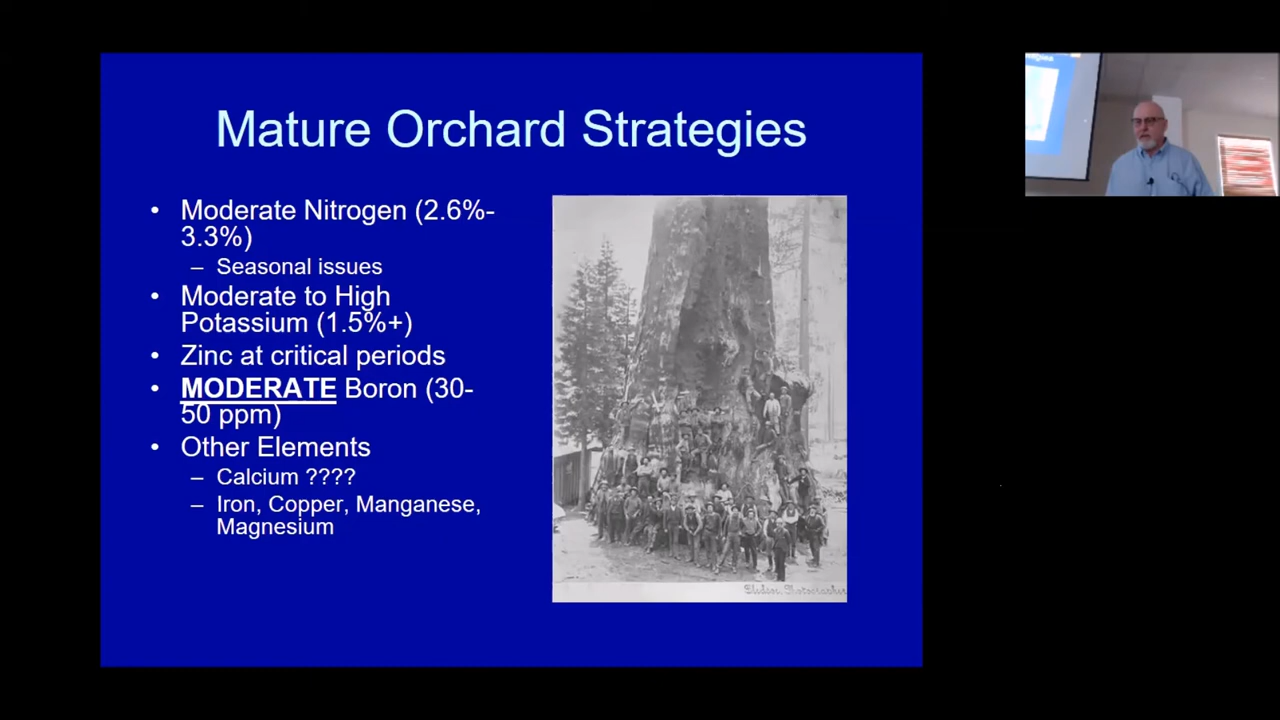 Mature Orchard Strategies
• Moderate Nitrogen (2.6%-
3.3%)
– Seasonal issues
• Moderate to High
Potassium (1.5%+)
• Zinc at critical periods
• MODERATE Boron (30-
50 ppm)
• Other Elements
– Calcium ????
– Iron, Copper, Manganese,
Magnesium
Photographer